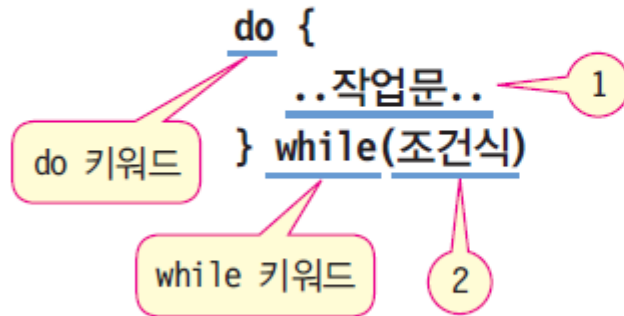 do {
..작업문..
1
do 키워드
} while(조건식)
while 키워드
2